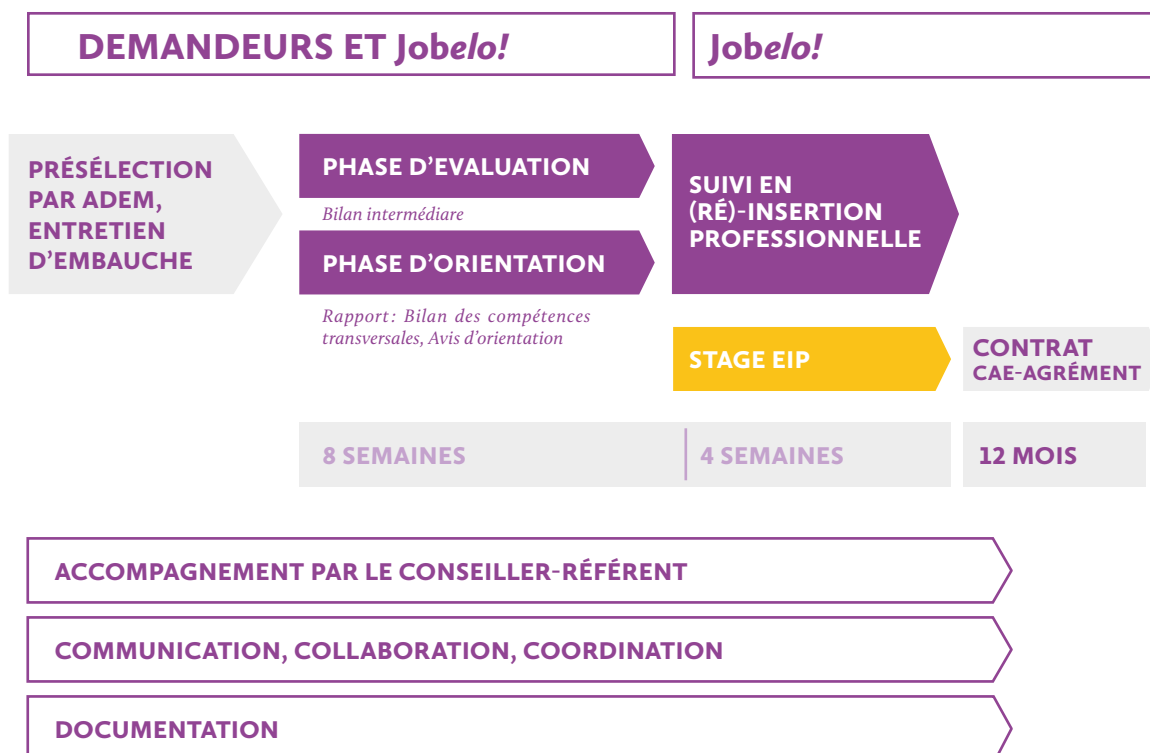 DEMANDEURS ET Jobelo!
Jobelo!
PRÉSÉLECTION
PAR ADEM,
ENTRETIEN
D’EMBAUCHE
PHASE D’EVALUATION
Bilan intermédiare
PHASE D’ORIENTATION
Rapport: Bilan des compétences
transversales, Avis d’orientation
SUIVI EN
(RÉ)-INSERTION
PROFESSIONNELLE
STAGE EIP
CONTRAT
CAE-AGRÉMENT
8 SEMAINES
4 SEMAINES
12 MOIS
ACCOMPAGNEMENT PAR LE CONSEILLER-RÉFÉRENT
COMMUNICATION, COLLABORATION, COORDINATION
DOCUMENTATION